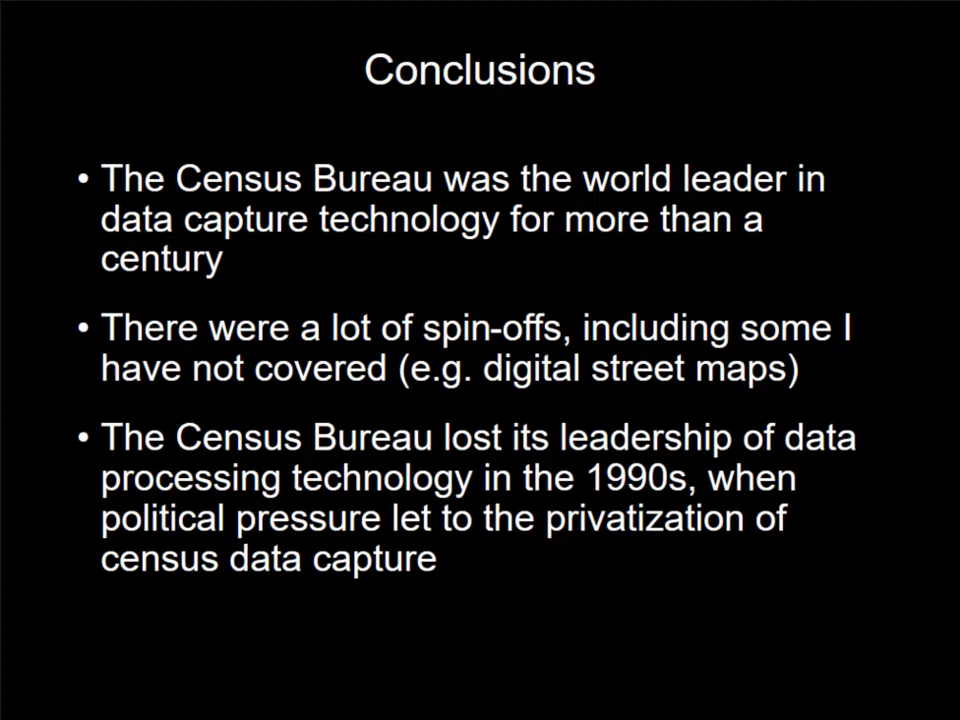 Conclusions
• The Census Bureau was the world leader in
data capture technology for more than a
century
• There were a lot of spin-offs, including some I
have not covered (e.g. digital street maps)
• The Census Bureau lost its leadership of data
processing technology in the 1990s, when
political pressure let to the privatization of
census data capture